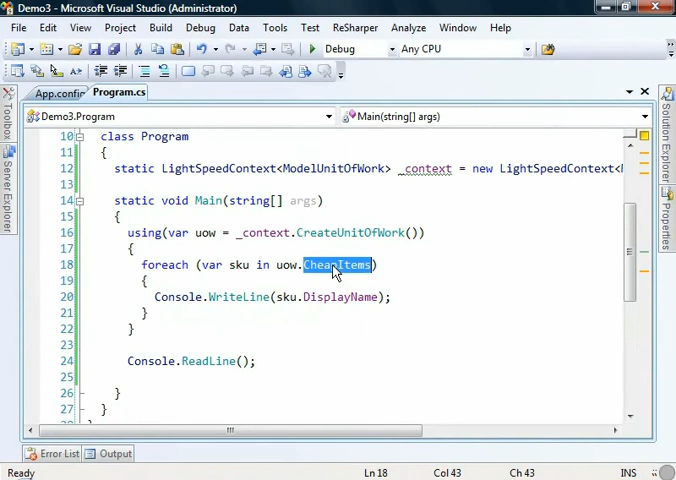 Demo3 - Microsoft Visual Studio (Administrator)
File Edit View Project Build Debug Data Tools Test ReSharper Analyze Window Help
Debug Any CPU
App.config Program.cs
Demo3.Program Main(string[] args)
Toolbox
Server Explorer
Solution Explorer
Properties
10 class Program
11 {
12 static LightSpeedContext<ModelUnitOfWork> _context = new LightSpeedContext<
13
14 static void Main(string[] args)
15 {
16 using(var uow = _context.CreateUnitOfWork())
17 {
18 foreach (var sku in uow.CheapItems)
19 {
20 Console.WriteLine(sku.DisplayName);
21 }
22 }
23
24 Console.ReadLine();
25
26 }
27 }
28
Error List Output
Ready Ln 18 Col 43 Ch 43 INS